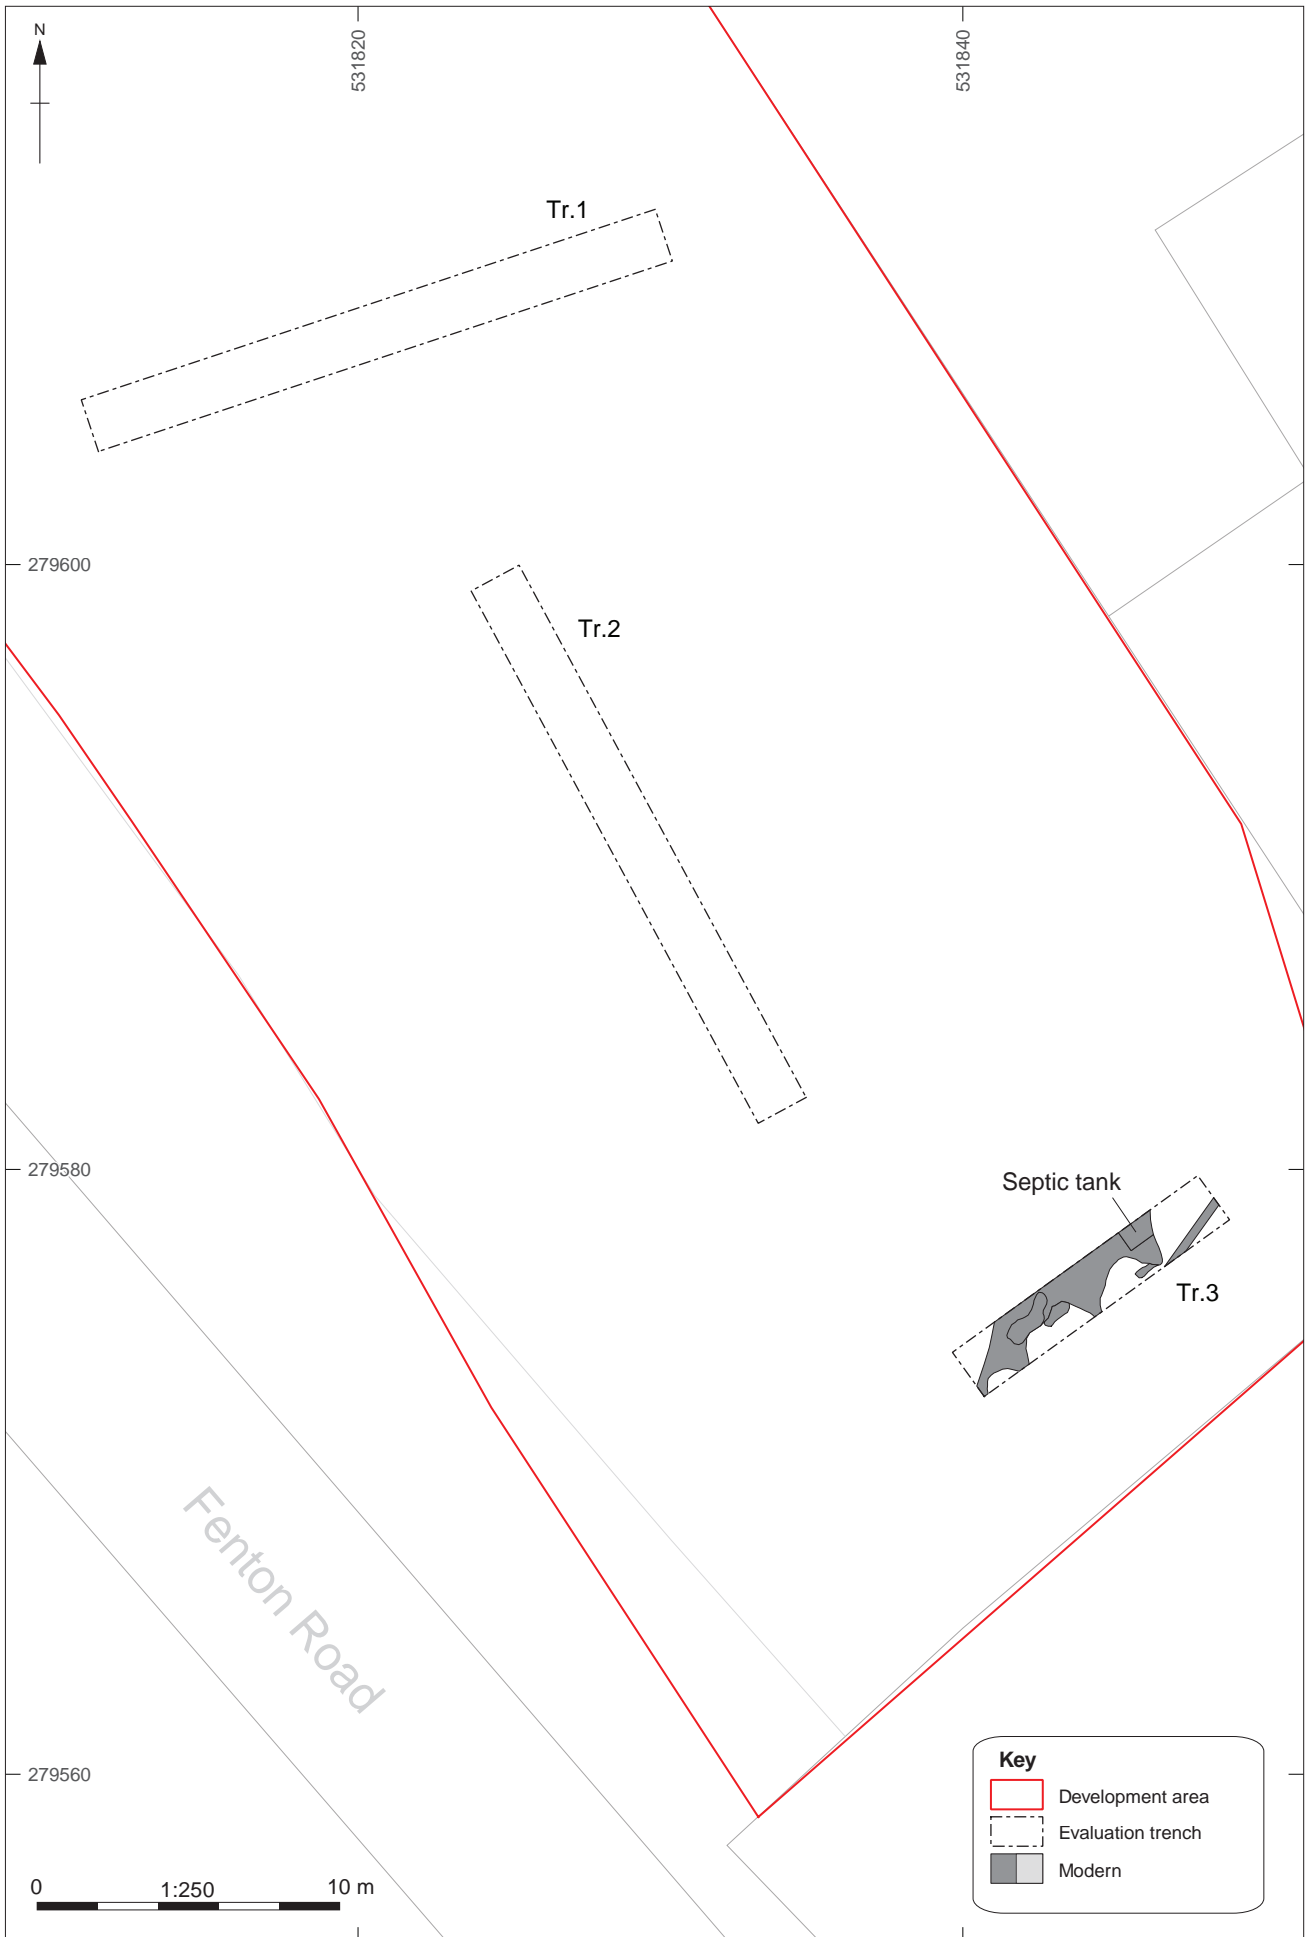 N
531820
531840
Tr.1
279600
Tr.2
279580
Septic tank
Tr.3
Fenton Road
279560
Key
Development area
Evaluation trench
Modern
0 1:250 10 m